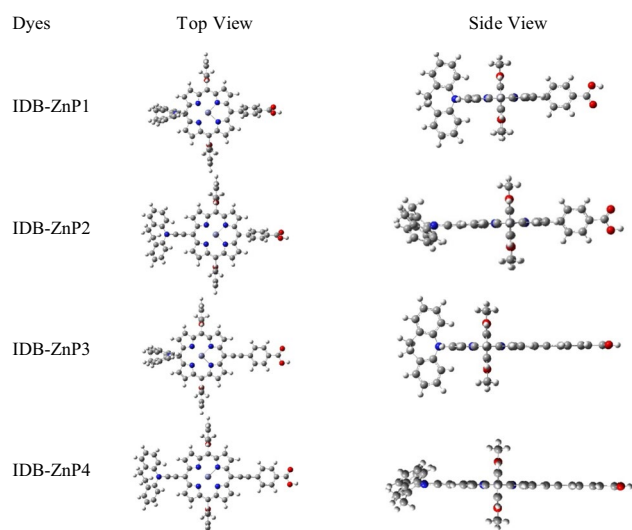 Dyes Top View Side View
IDB-ZnP1
IDB-ZnP2
IDB-ZnP3
IDB-ZnP4